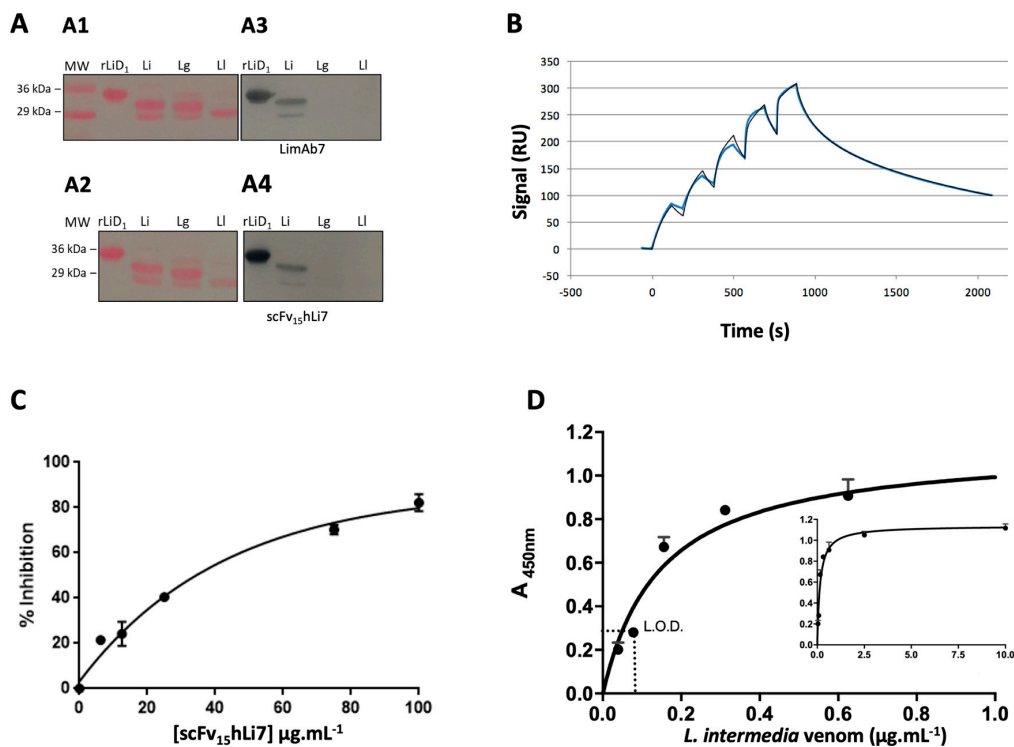 A
A1
MW rLiD₁ Li Lg Ll
36 kDa
29 kDa
A3
rLiD₁ Li Lg Ll
LimAb7
A2
MW rLiD₁ Li Lg Ll
36 kDa
29 kDa
A4
rLiD₁ Li Lg Ll
scFv₁₅hLi7
B
Signal (RU)
350
300
250
200
150
100
50
0
-50
-500 0 500 1000 1500 2000
Time (s)
C
% Inhibition
100
80
60
40
20
0
0 20 40 60 80 100
[scFv₁₅hLi7] µg.mL⁻¹
D
A 450nm
1.2
1.0
0.8
0.6
0.4
0.2
0.0
L.O.D.
1.2
1.0
0.8
0.6
0.4
0.2
0.0
0.0 2.5 5.0 7.5 10.0
0.0 0.2 0.4 0.6 0.8 1.0
L. intermedia venom (µg.mL⁻¹)